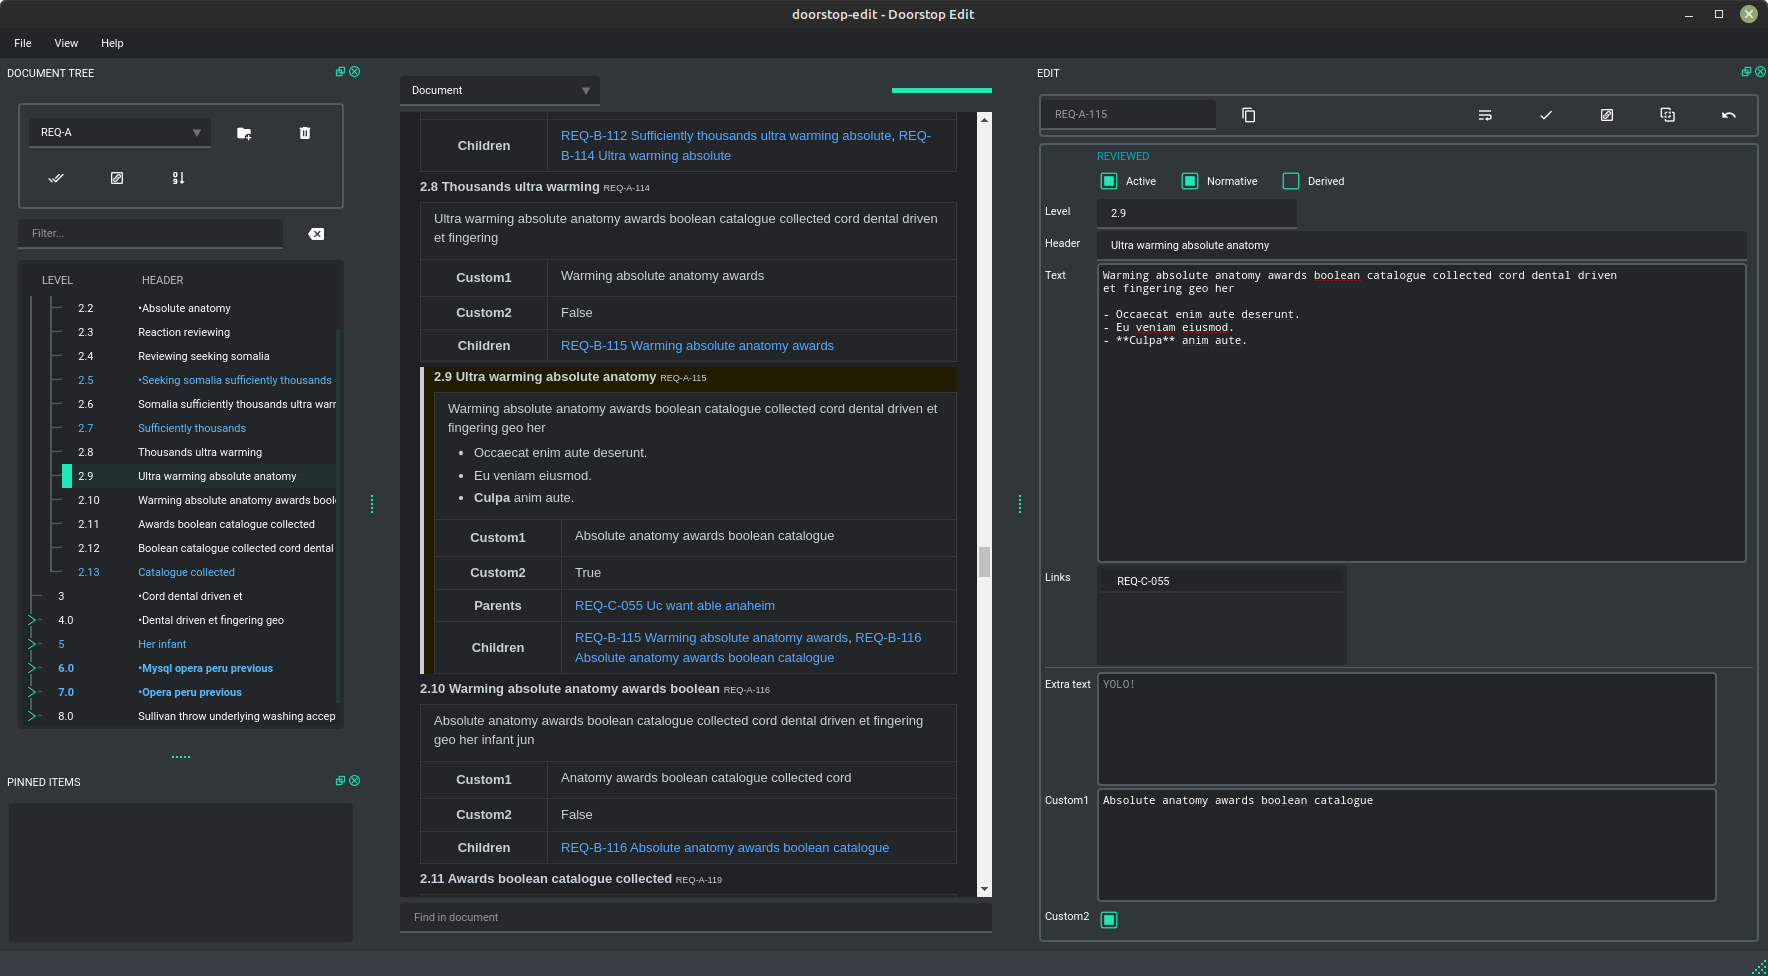 doorstop-edit - Doorstop Edit
File View Help
DOCUMENT TREE
REQ-A
Filter...
LEVEL HEADER
2.2 •Absolute anatomy
2.3 Reaction reviewing
2.4 Reviewing seeking somalia
2.5 •Seeking somalia sufficiently thousands
2.6 Somalia sufficiently thousands ultra warr
2.7 Sufficiently thousands
2.8 Thousands ultra warming
2.9 Ultra warming absolute anatomy
2.10 Warming absolute anatomy awards bool
2.11 Awards boolean catalogue collected
2.12 Boolean catalogue collected cord dental
2.13 Catalogue collected
3 •Cord dental driven et
4.0 •Dental driven et fingering geo
5 Her infant
6.0 •Mysql opera peru previous
7.0 •Opera peru previous
8.0 Sullivan throw underlying washing accep
PINNED ITEMS
Document
Children REQ-B-112 Sufficiently thousands ultra warming absolute, REQ-
B-114 Ultra warming absolute
2.8 Thousands ultra warming REQ-A-114
Ultra warming absolute anatomy awards boolean catalogue collected cord dental driven
et fingering
Custom1 Warming absolute anatomy awards
Custom2 False
Children REQ-B-115 Warming absolute anatomy awards
2.9 Ultra warming absolute anatomy REQ-A-115
Warming absolute anatomy awards boolean catalogue collected cord dental driven et
fingering geo her
• Occaecat enim aute deserunt.
• Eu veniam eiusmod.
• Culpa anim aute.
Custom1 Absolute anatomy awards boolean catalogue
Custom2 True
Parents REQ-C-055 Uc want able anaheim
Children REQ-B-115 Warming absolute anatomy awards, REQ-B-116
Absolute anatomy awards boolean catalogue
2.10 Warming absolute anatomy awards boolean REQ-A-116
Absolute anatomy awards boolean catalogue collected cord dental driven et fingering
geo her infant jun
Custom1 Anatomy awards boolean catalogue collected cord
Custom2 False
Children REQ-B-116 Absolute anatomy awards boolean catalogue
2.11 Awards boolean catalogue collected REQ-A-119
Find in document
EDIT
REQ-A-115
REVIEWED
Active Normative Derived
Level 2.9
Header Ultra warming absolute anatomy
Text Warming absolute anatomy awards boolean catalogue collected cord dental driven
et fingering geo her
- Occaecat enim aute deserunt.
- Eu veniam eiusmod.
- **Culpa** anim aute.
Links REQ-C-055
Extra text YOLO!
Custom1 Absolute anatomy awards boolean catalogue
Custom2